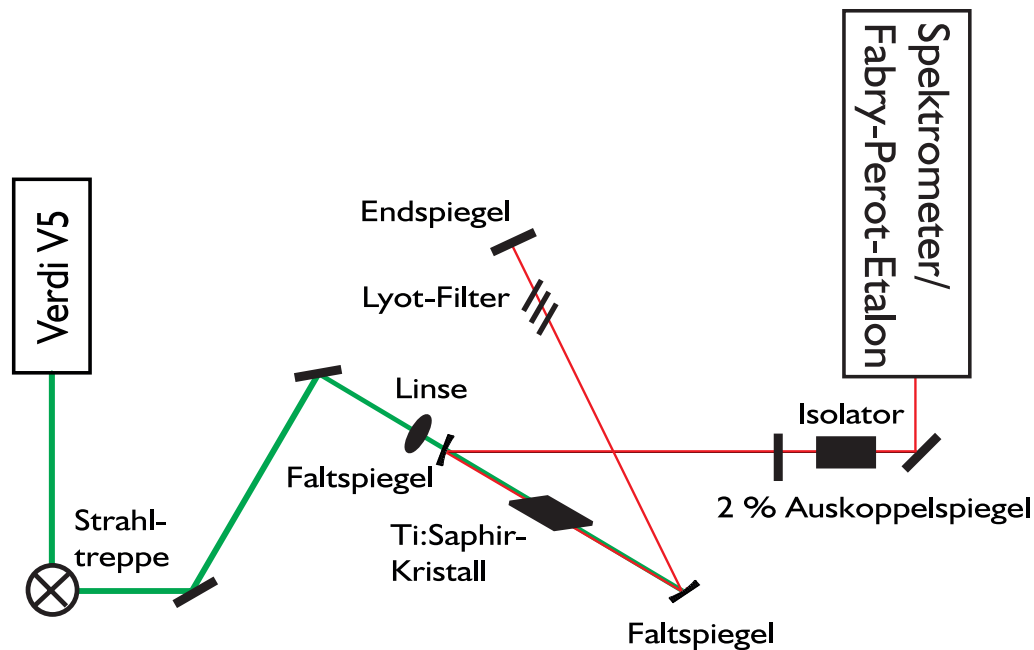 Verdi V5
Strahl-
treppe
Linse
Faltspiegel
Ti:Saphir-
Kristall
Endspiegel
Lyot-Filter
Faltspiegel
2 % Auskoppelspiegel
Isolator
Spektrometer/
Fabry-Perot-Etalon